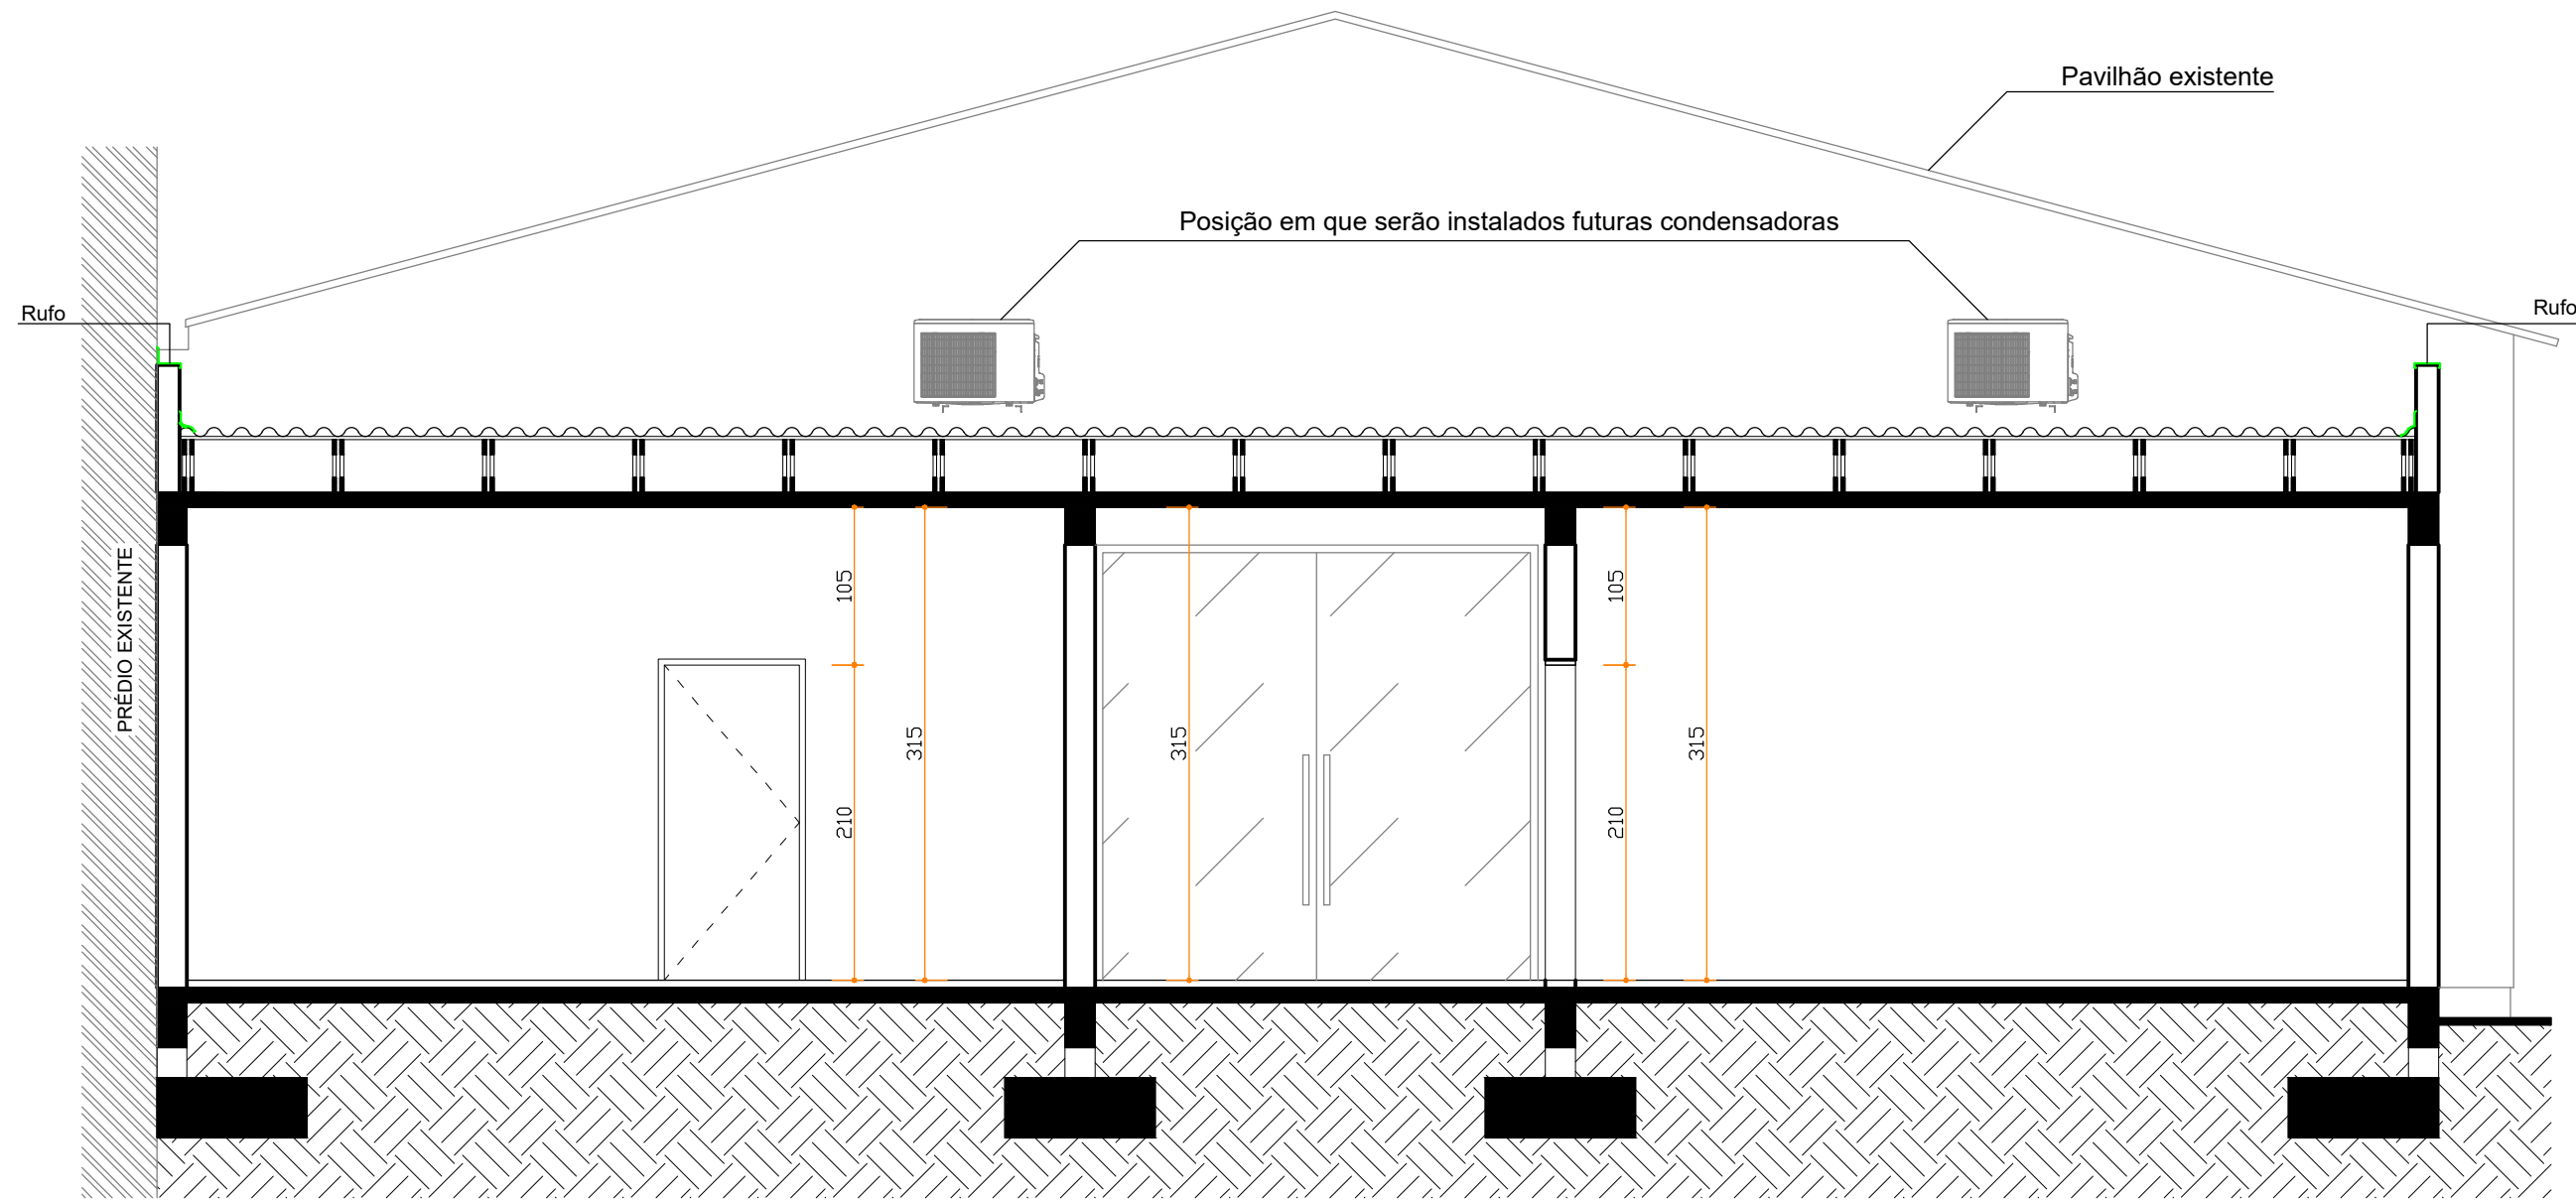 Pavilhão existente
Posição em que serão instalados futuras condensadoras
Rufo
Rufo
PRÉDIO EXISTENTE
105
315
210
315
105
315
210